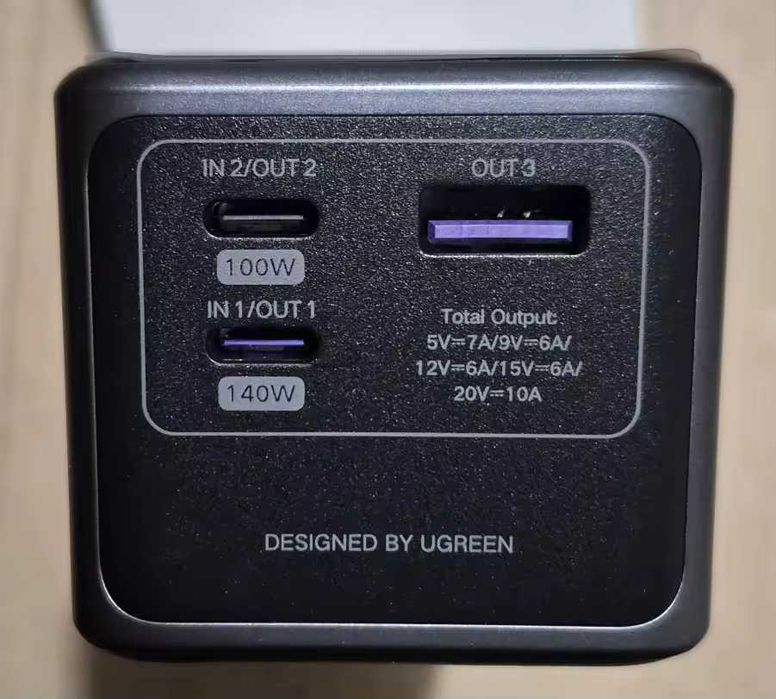 IN 2/OUT 2
100W
IN 1/OUT 1
140W
OUT 3
Total Output:
5V⎓7A/9V⎓6A/
12V⎓6A/15V⎓6A/
20V⎓10A
DESIGNED BY UGREEN